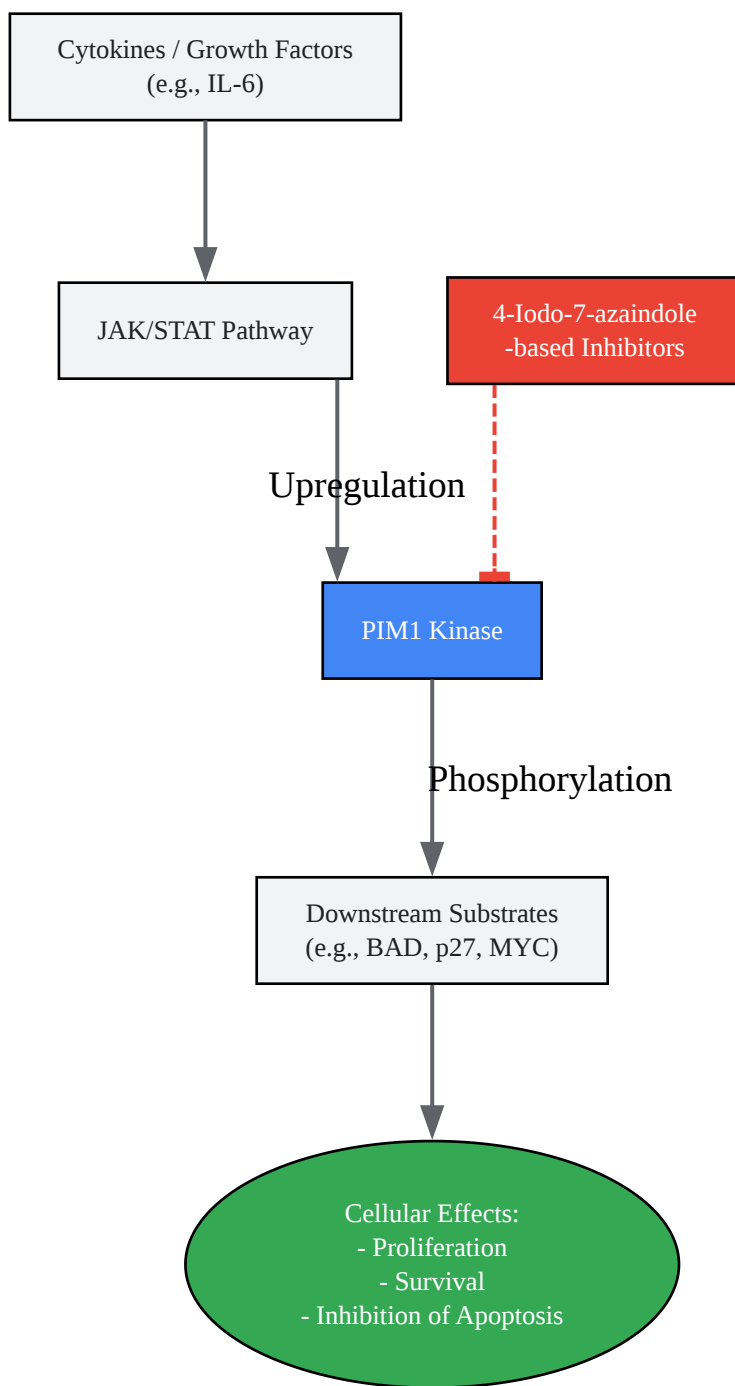 Cytokines / Growth Factors
(e.g., IL-6)
JAK/STAT Pathway
4-Iodo-7-azaindole
-based Inhibitors
Upregulation
PIM1 Kinase
Phosphorylation
Downstream Substrates
(e.g., BAD, p27, MYC)
Cellular Effects:
- Proliferation
- Survival
- Inhibition of Apoptosis